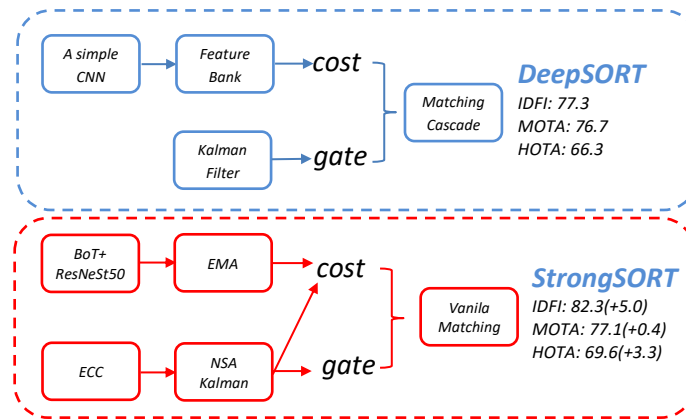 A simple
CNN
Feature
Bank
cost
Kalman
Filter
gate
Matching
Cascade
DeepSORT
IDFI: 77.3
MOTA: 76.7
HOTA: 66.3
BoT+
ResNeSt50
EMA
cost
ECC
NSA
Kalman
gate
Vanila
Matching
StrongSORT
IDFI: 82.3(+5.0)
MOTA: 77.1(+0.4)
HOTA: 69.6(+3.3)